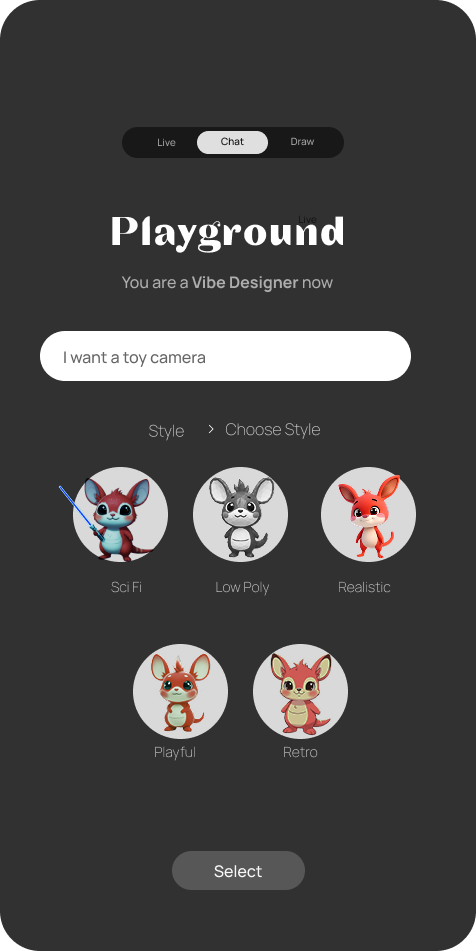 Live Chat Draw
Live
Playground
You are a Vibe Designer now
I want a toy camera
Style > Choose Style
Sci Fi Low Poly Realistic
Playful Retro
Select